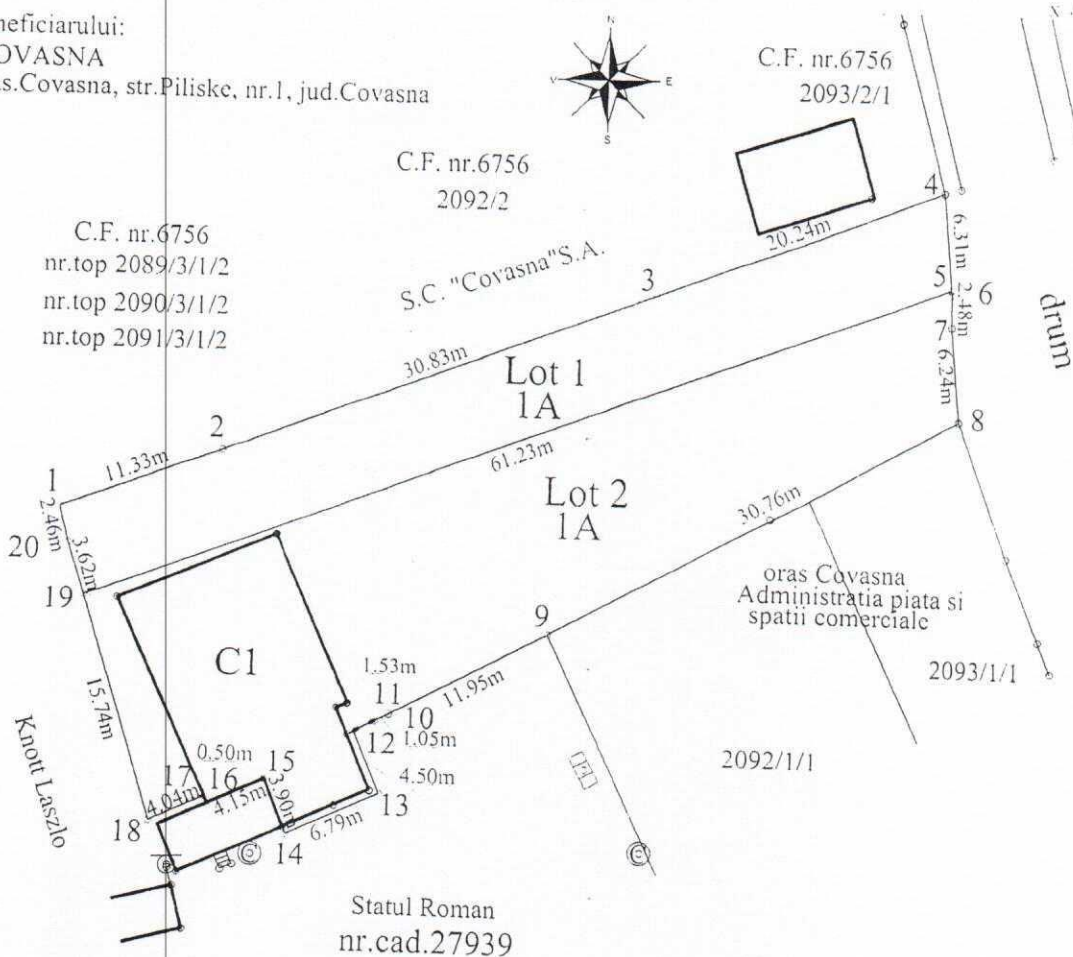 neficiarului:
OVASNA
as.Covasna, str.Piliske, nr.1, jud.Covasna
N
V
E
S
C.F. nr.6756
2093/2/1
C.F. nr.6756
2092/2
C.F. nr.6756
nr.top 2089/3/1/2
nr.top 2090/3/1/2
nr.top 2091/3/1/2
S.C. "Covasna"S.A.
4
20.24m
6.31m
3
5
6
2.48m
7
6.24m
drum
30.83m
Lot 1
1A
2
8
11.33m
61.23m
1
2.46m
Lot 2
1A
30.76m
20
3.62m
19
oras Covasna
Administratia piata si
spatii comerciale
9
C1
2093/1/1
15.74m
1.53m
11
11.95m
10
12
1.05m
Knott Laszlo
0.50m
15
2092/1/1
17
16
4.50m
18
4.04m
4.15m
3.90m
13
6.79m
14
Statul Roman
nr.cad.27939